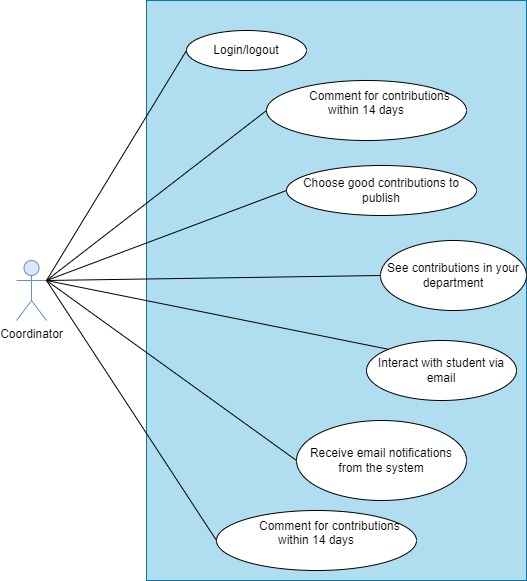 Login/logout
Comment for contributions
within 14 days
Choose good contributions to
publish
See contributions in your
department
Coordinator
Interact with student via
email
Receive email notifications
from the system
Comment for contributions
within 14 days